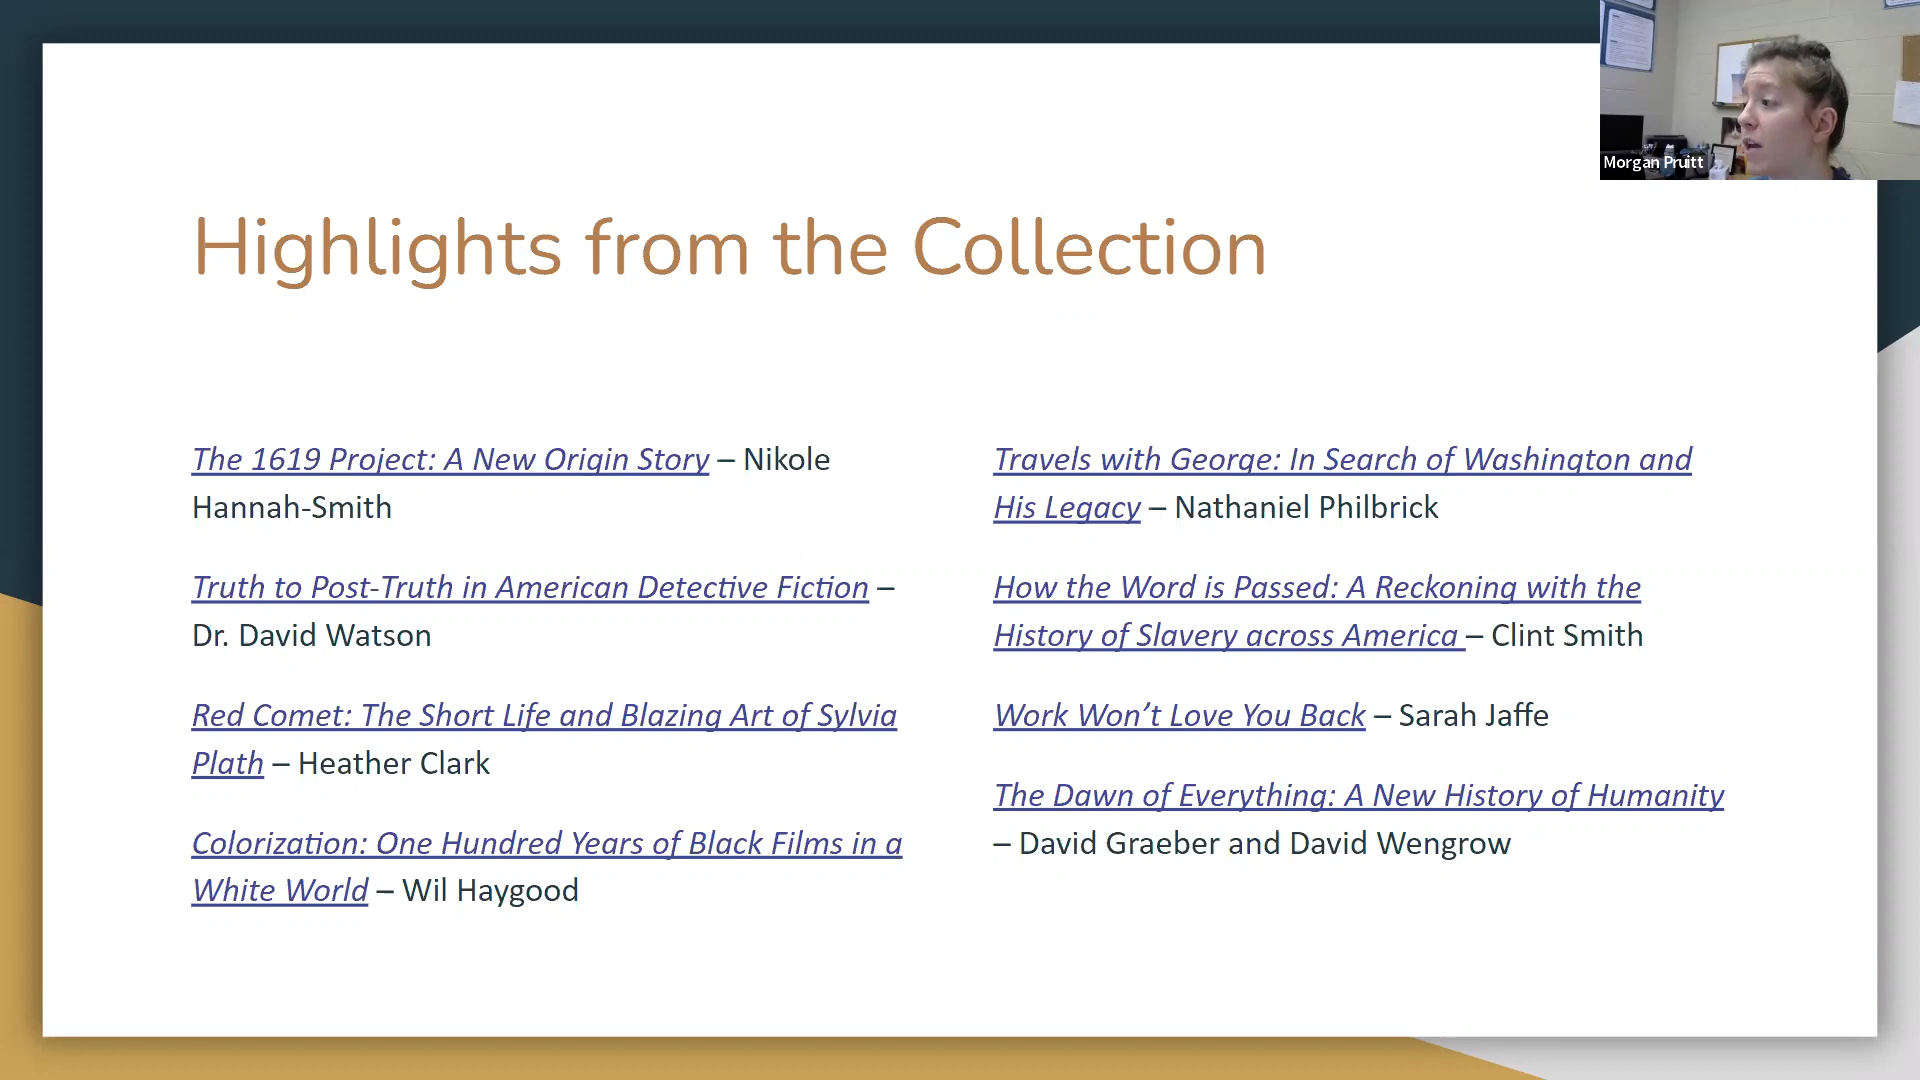 Morgan Pruitt
Highlights from the Collection
The 1619 Project: A New Origin Story – Nikole
Hannah-Smith
Truth to Post-Truth in American Detective Fiction –
Dr. David Watson
Red Comet: The Short Life and Blazing Art of Sylvia
Plath – Heather Clark
Colorization: One Hundred Years of Black Films in a
White World – Wil Haygood
Travels with George: In Search of Washington and
His Legacy – Nathaniel Philbrick
How the Word is Passed: A Reckoning with the
History of Slavery across America – Clint Smith
Work Won’t Love You Back – Sarah Jaffe
The Dawn of Everything: A New History of Humanity
– David Graeber and David Wengrow